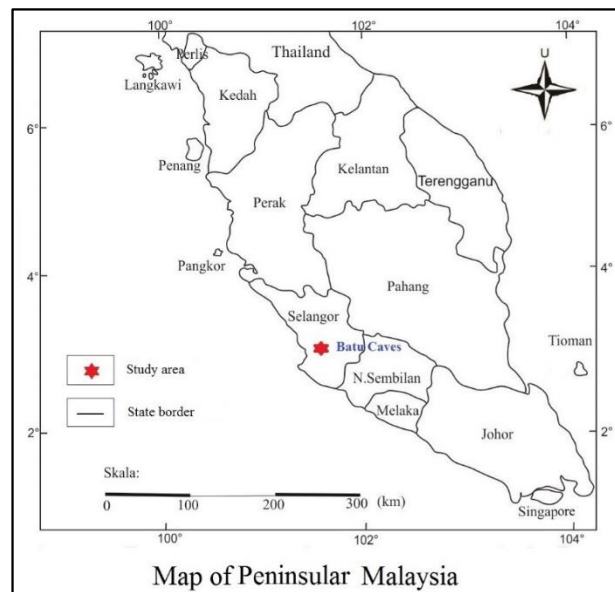 100°
102°
104°
Perlis
Thailand
U
Langkawi
Kedah
6°
6°
Penang
Kelantan
Terengganu
Perak
Pangkor
4°
4°
Pahang
Selangor
Batu Caves
Tioman
Study area
N.Sembilan
State border
Melaka
2°
2°
Johor
Skala:
0 100 200 300 (km)
Singapore
100°
102°
104°
Map of Peninsular Malaysia